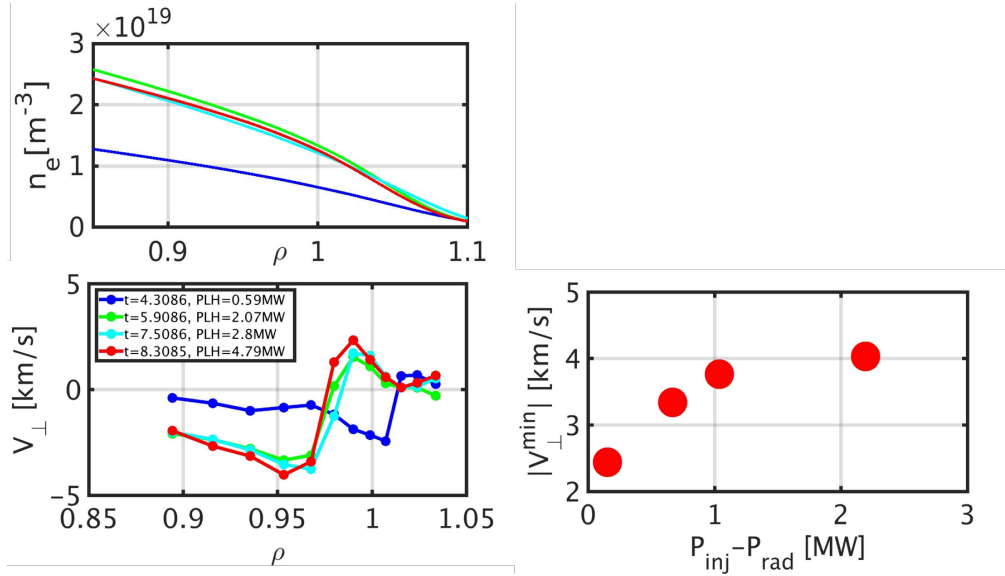 ×10^19
3
2
1
0
n_e [m^-3]
0.9
ρ
1
1.1
5
0
-5
V_⊥ [km/s]
t=4.3086, PLH=0.59MW
t=5.9086, PLH=2.07MW
t=7.5086, PLH=2.8MW
t=8.3085, PLH=4.79MW
0.85
0.9
0.95
1
1.05
ρ
5
4
3
2
|V_⊥^min| [km/s]
0
1
2
3
P_inj-P_rad [MW]